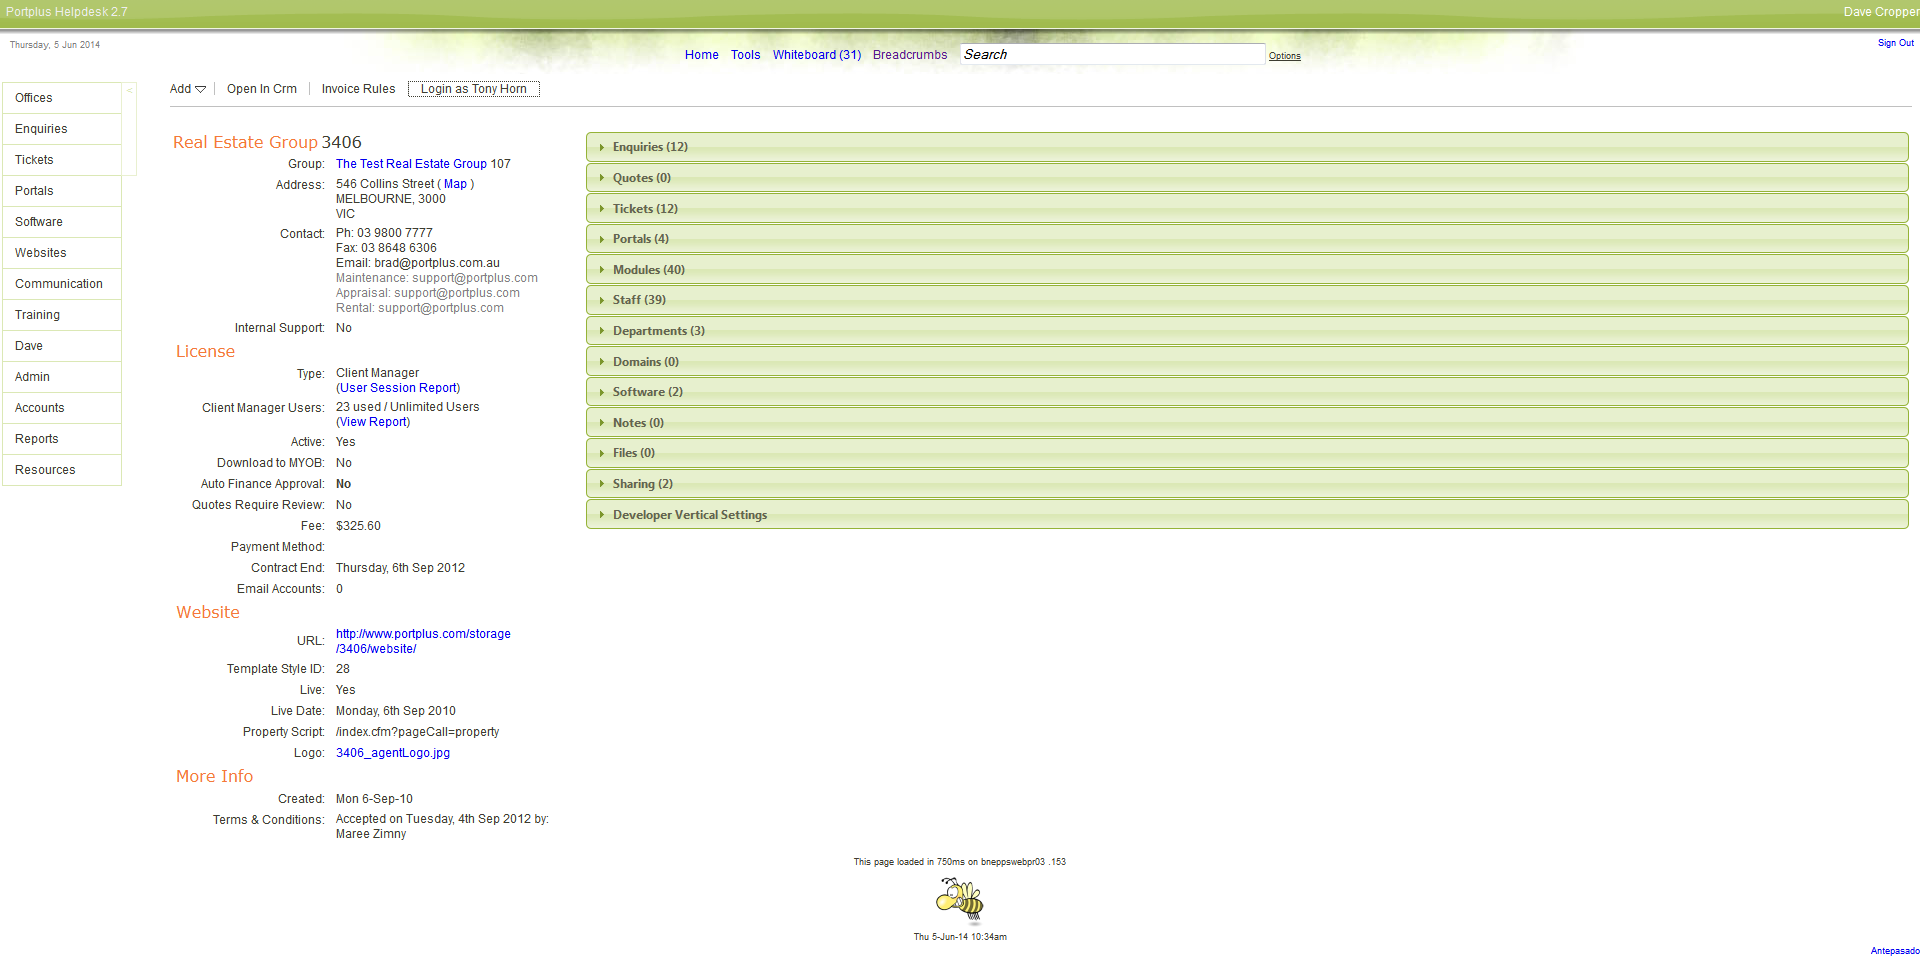 Portplus Helpdesk 2.7
Dave Cropper
Thursday, 5 Jun 2014
Sign Out
Home Tools Whiteboard (31) Breadcrumbs Search Options
Add Open In Crm Invoice Rules Login as Tony Horn
<
Offices
Enquiries
Tickets
Portals
Software
Websites
Communication
Training
Dave
Admin
Accounts
Reports
Resources
Real Estate Group 3406
Group: The Test Real Estate Group 107
Address: 546 Collins Street ( Map )
MELBOURNE, 3000
VIC
Contact: Ph: 03 9800 7777
Fax: 03 8648 6306
Email: brad@portplus.com.au
Maintenance: support@portplus.com
Appraisal: support@portplus.com
Rental: support@portplus.com
Internal Support: No
License
Type: Client Manager
(User Session Report)
Client Manager Users: 23 used / Unlimited Users
(View Report)
Active: Yes
Download to MYOB: No
Auto Finance Approval: No
Quotes Require Review: No
Fee: $325.60
Payment Method:
Contract End: Thursday, 6th Sep 2012
Email Accounts: 0
Website
URL: http://www.portplus.com/storage
/3406/website/
Template Style ID: 28
Live: Yes
Live Date: Monday, 6th Sep 2010
Property Script: /index.cfm?pageCall=property
Logo: 3406_agentLogo.jpg
More Info
Created: Mon 6-Sep-10
Terms & Conditions: Accepted on Tuesday, 4th Sep 2012 by:
Maree Zimny
Enquiries (12)
Quotes (0)
Tickets (12)
Portals (4)
Modules (40)
Staff (39)
Departments (3)
Domains (0)
Software (2)
Notes (0)
Files (0)
Sharing (2)
Developer Vertical Settings
This page loaded in 750ms on bneppswebpr03 .153
Thu 5-Jun-14 10:34am
Antepasado